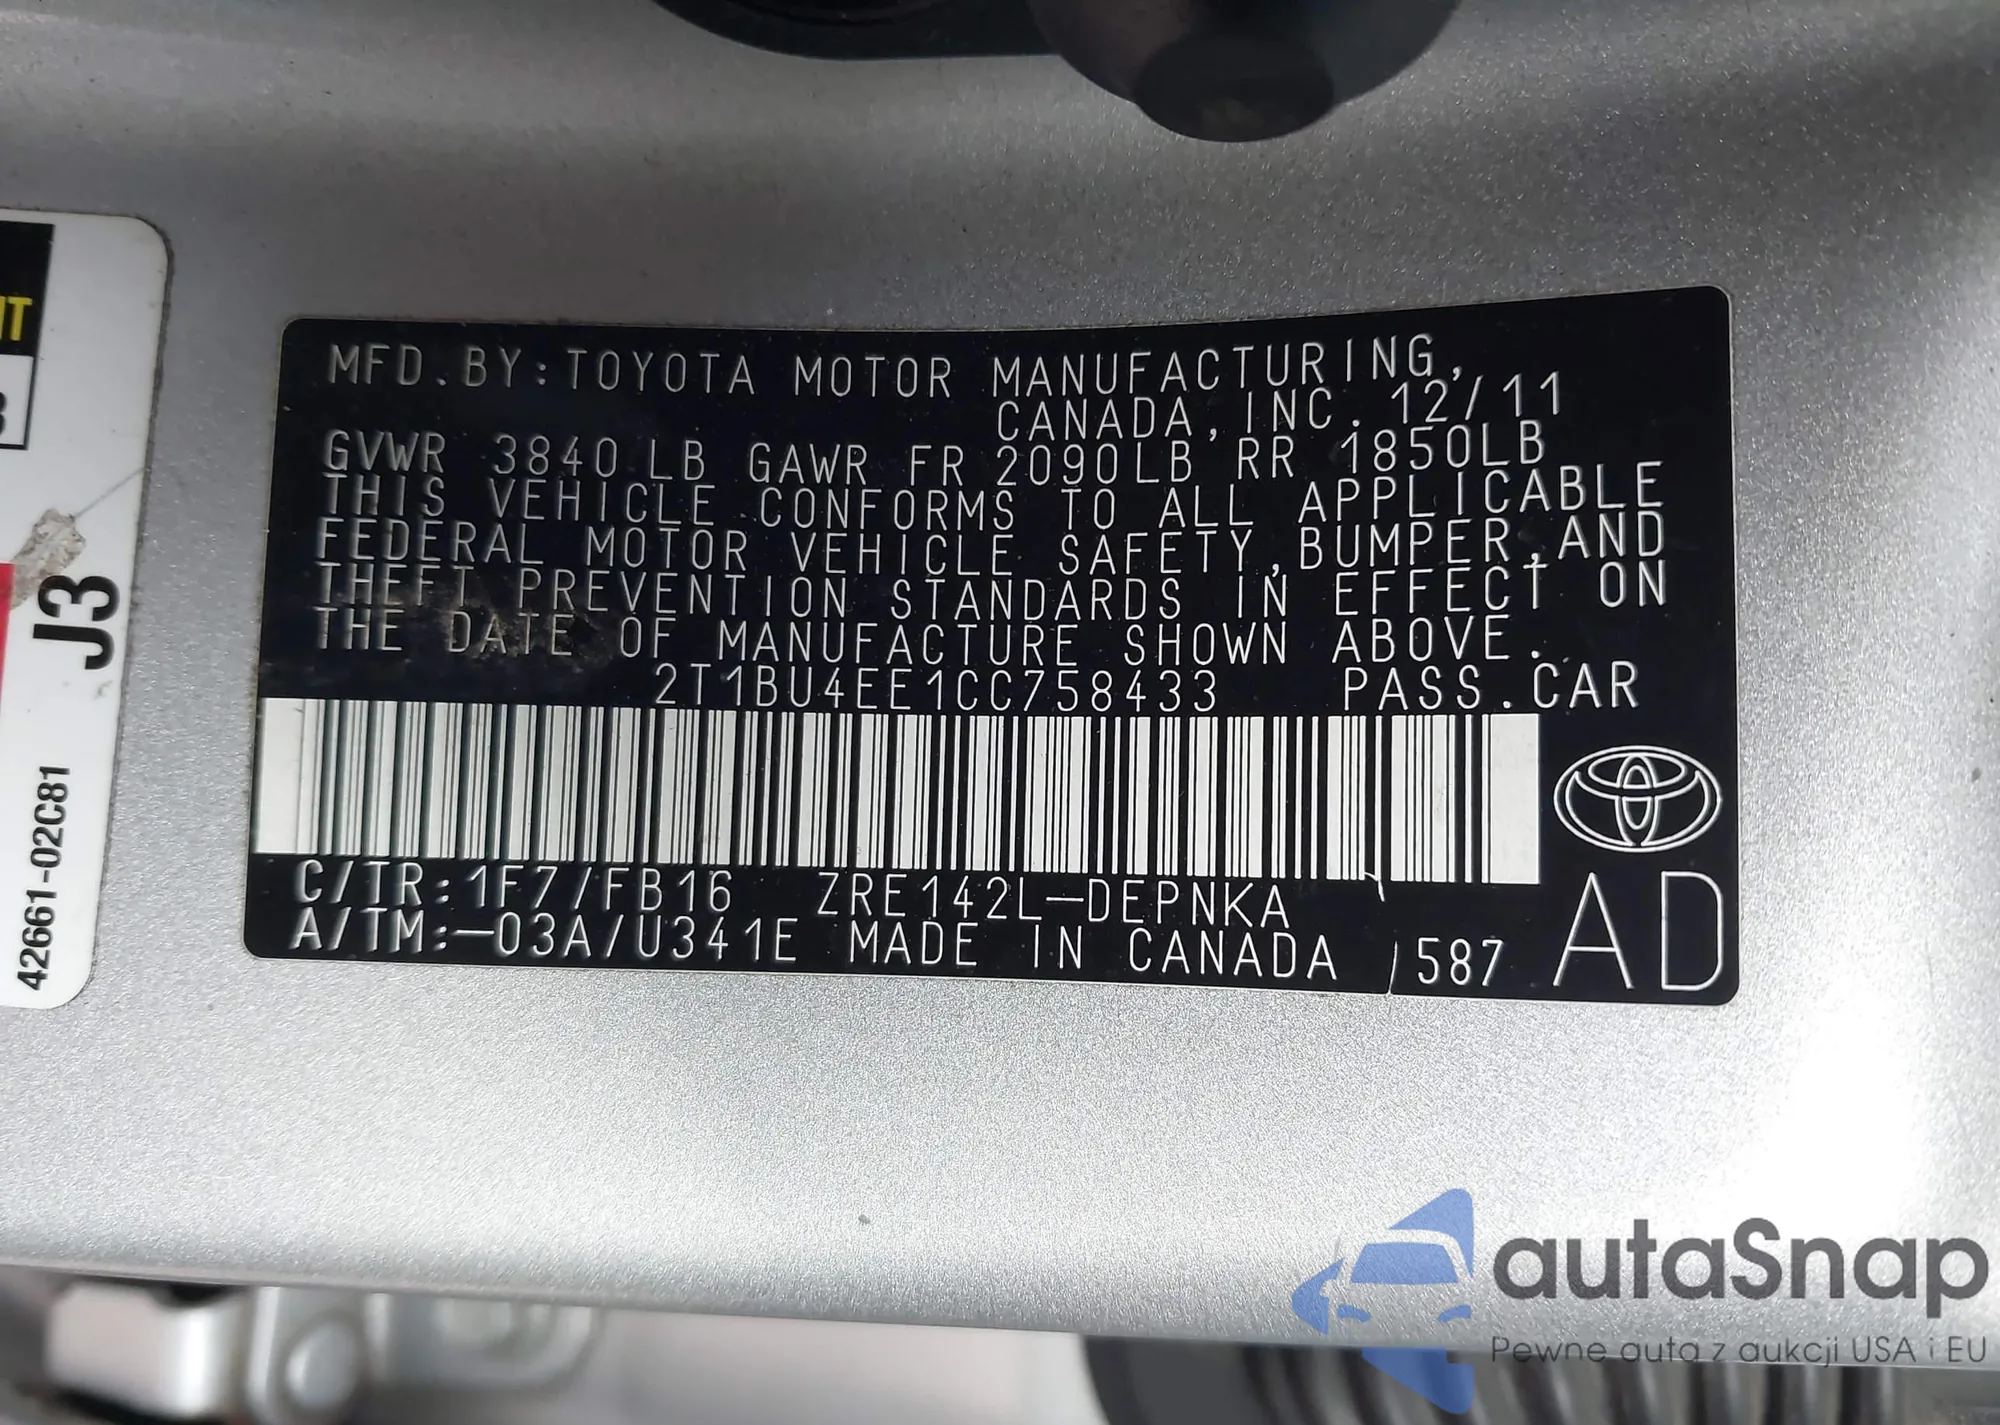 MFD.BY:TOYOTA MOTOR MANUFACTURING,
CANADA,INC. 12/11
GVWR 3840LB GAWR FR 2090LB RR 1850LB
THIS VEHICLE CONFORMS TO ALL APPLICABLE
FEDERAL MOTOR VEHICLE SAFETY,BUMPER,AND
THEFT PREVENTION STANDARDS IN EFFECT ON
THE DATE OF MANUFACTURE SHOWN ABOVE.
2T1BU4EE1CC758433 PASS.CAR
C/TR:1F7/FB16 ZRE142L-DEPNKA
A/TM:-03A/U341E MADE IN CANADA 587
AD
J3
42661-02C81
autaSnap
Pewne auta z aukcji USA i EU